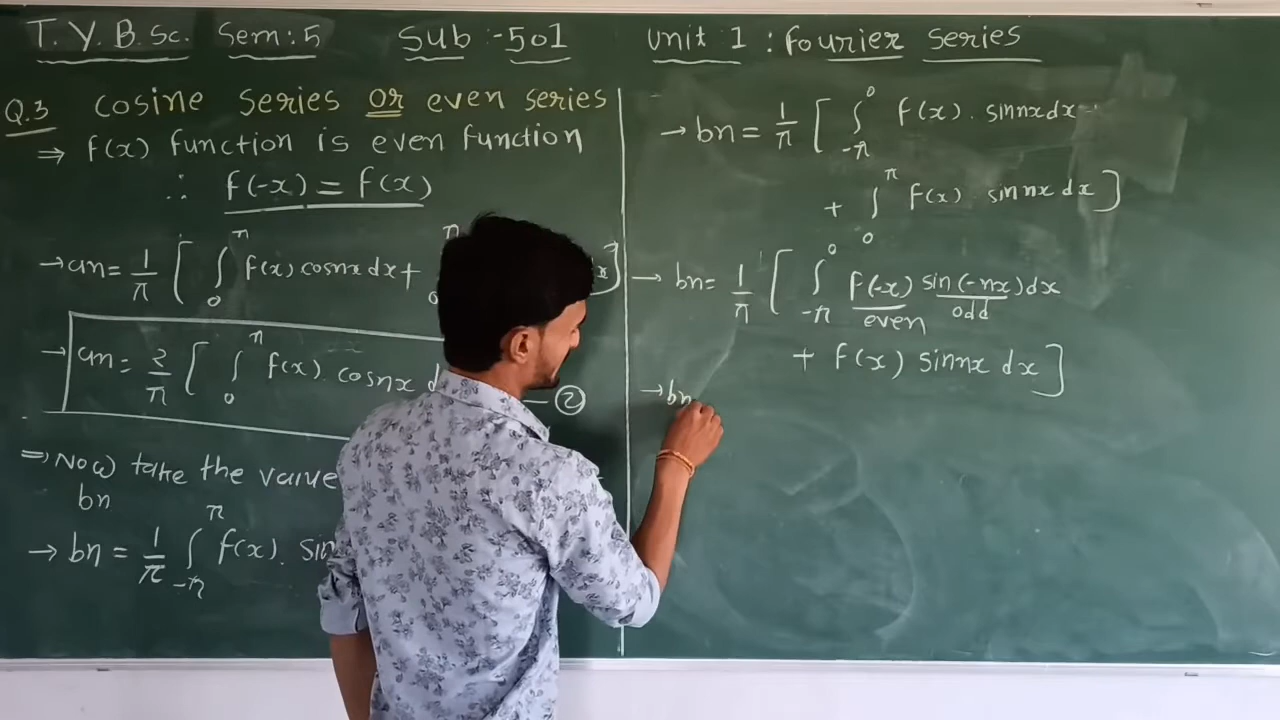 T.Y.B.Sc. Sem:5 Sub:-501 Unit 1 : Fourier series
Q.3 cosine series OR even series
⇒ f(x) function is even function
∴ f(-x) = f(x)
→ an = 1/π [ ∫₀^π f(x) cosnx dx +
→ an = 2/π [ ∫₀^π f(x) cosnx d — ②
⇒ Now take the value
bn
→ bn = 1/π ∫_{-π}^π f(x). sin
→ bn = 1/π [ ∫_{-π}^0 f(x). sinnxdx
+ ∫₀^π f(x) sinnx dx ]
→ bn = 1/π [ ∫_{-π}^0 f(-x) sin(-nx)dx
even odd
+ f(x) sinnx dx ]
→ bn